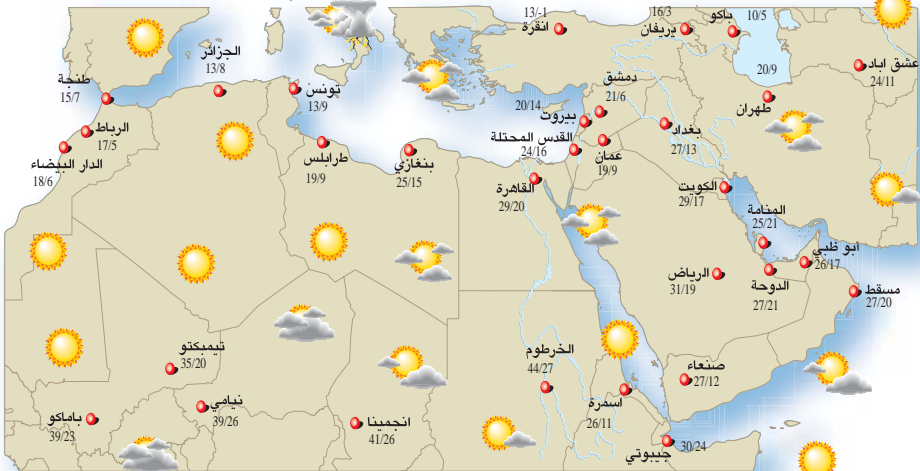 13/-1
انقرة
16/3
يريفان
باكو
10/5
20/9
عشق اباد
24/11
طهران
الجزائر
13/8
طنجة
15/7
تونس
13/9
الرباط
17/5
الدار البيضاء
18/6
طرابلس
19/9
بنغازي
25/15
20/14
دمشق
21/6
بيروت
القدس المحتلة
24/16
عمان
19/9
بغداد
27/13
القاهرة
29/20
الكويت
29/17
المنامة
25/21
ابو ظبي
26/17
الدوحة
27/21
الرياض
31/19
مسقط
27/20
تيمبكتو
35/20
نيامي
39/26
باماكو
39/23
انجمينا
41/26
الخرطوم
44/27
اسمرة
26/11
صنعاء
27/12
جيبوتي
30/24